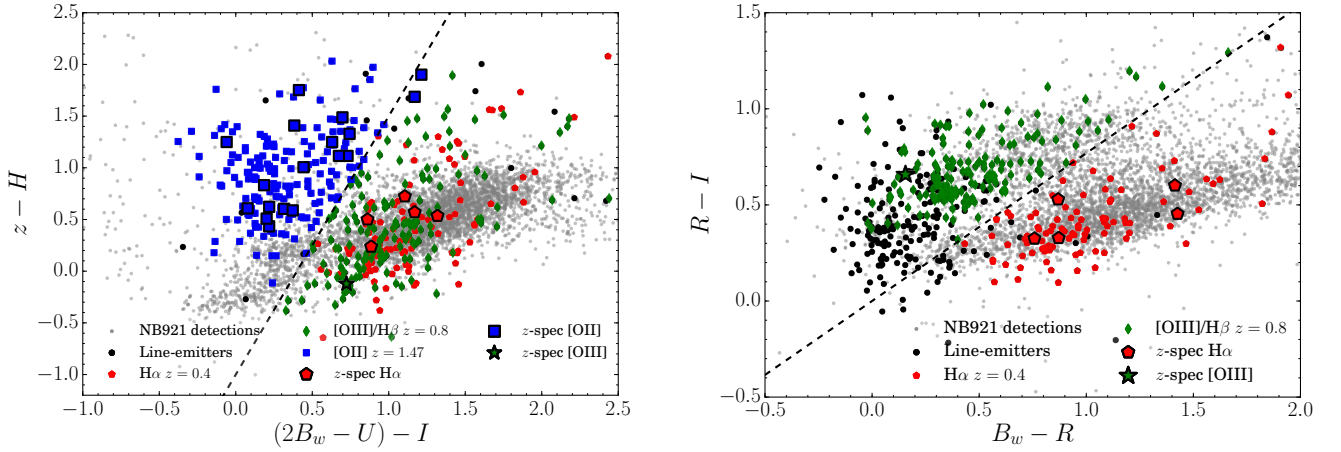 2.5
2.0
1.5
1.0
0.5
0.0
−0.5
−1.0
z − H
NB921 detections
Line-emitters
Hα z = 0.4
[OIII]/Hβ z = 0.8
[OII] z = 1.47
z-spec Hα
z-spec [OII]
z-spec [OIII]
−1.0 −0.5 0.0 0.5 1.0 1.5 2.0 2.5
(2B_w − U) − I
1.5
1.0
0.5
0.0
−0.5
R − I
NB921 detections
Line-emitters
Hα z = 0.4
[OIII]/Hβ z = 0.8
z-spec Hα
z-spec [OIII]
−0.5 0.0 0.5 1.0 1.5 2.0
B_w − R